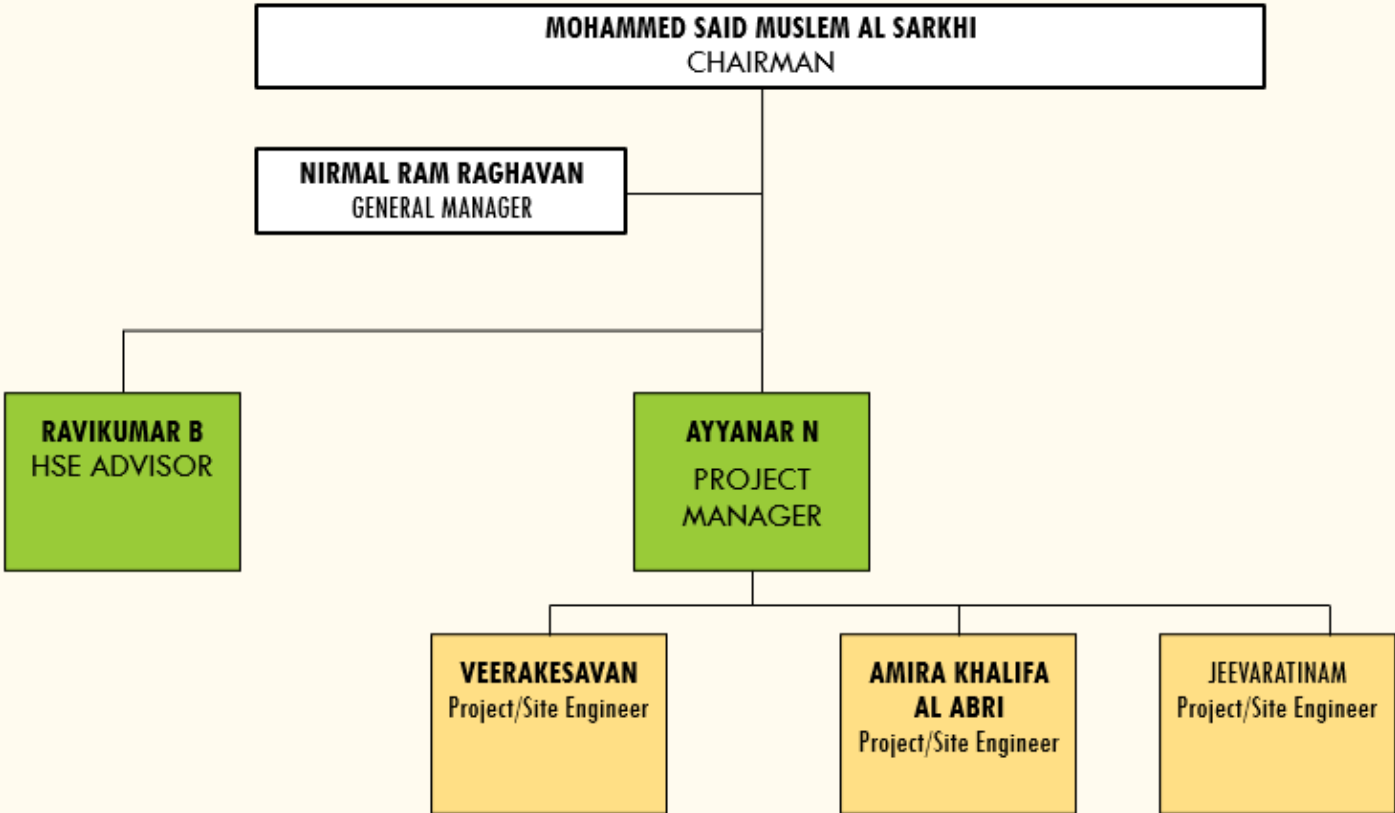 MOHAMMED SAID MUSLEM AL SARKHI
CHAIRMAN
NIRMAL RAM RAGHAVAN
GENERAL MANAGER
RAVIKUMAR B
HSE ADVISOR
AYYANAR N
PROJECT
MANAGER
VEERAKESAVAN
Project/Site Engineer
AMIRA KHALIFA
AL ABRI
Project/Site Engineer
JEEVARATINAM
Project/Site Engineer